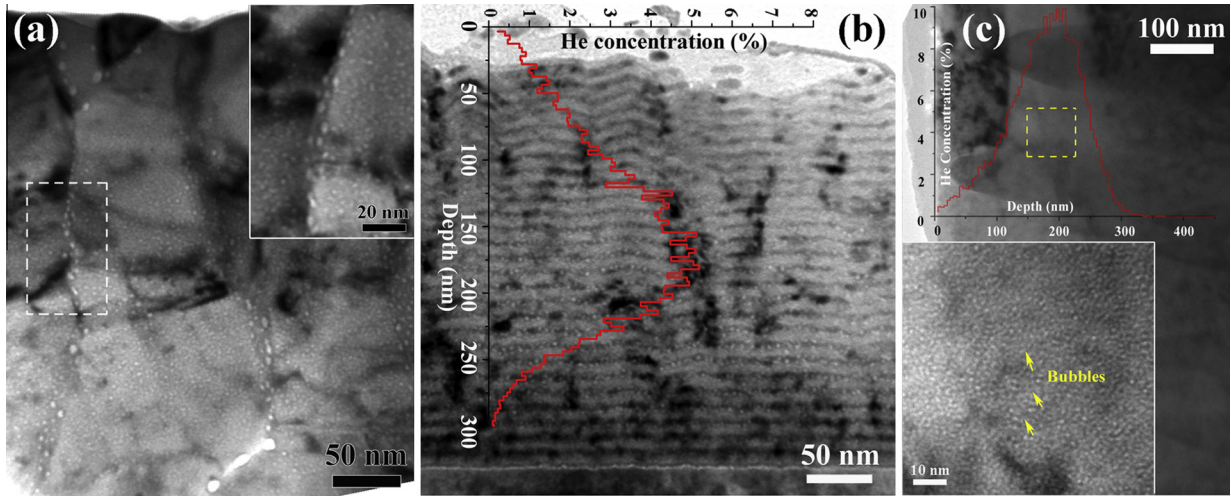 (a)
20 nm
50 nm
0 1 2 3 4 5 6 7 8
He concentration (%)
(b)
0
50
100
150
200
250
300
Depth (nm)
50 nm
10
8
6
4
2
0
He Concentration (%)
(c)
100 nm
Depth (nm)
0 100 200 300 400
Bubbles
10 nm